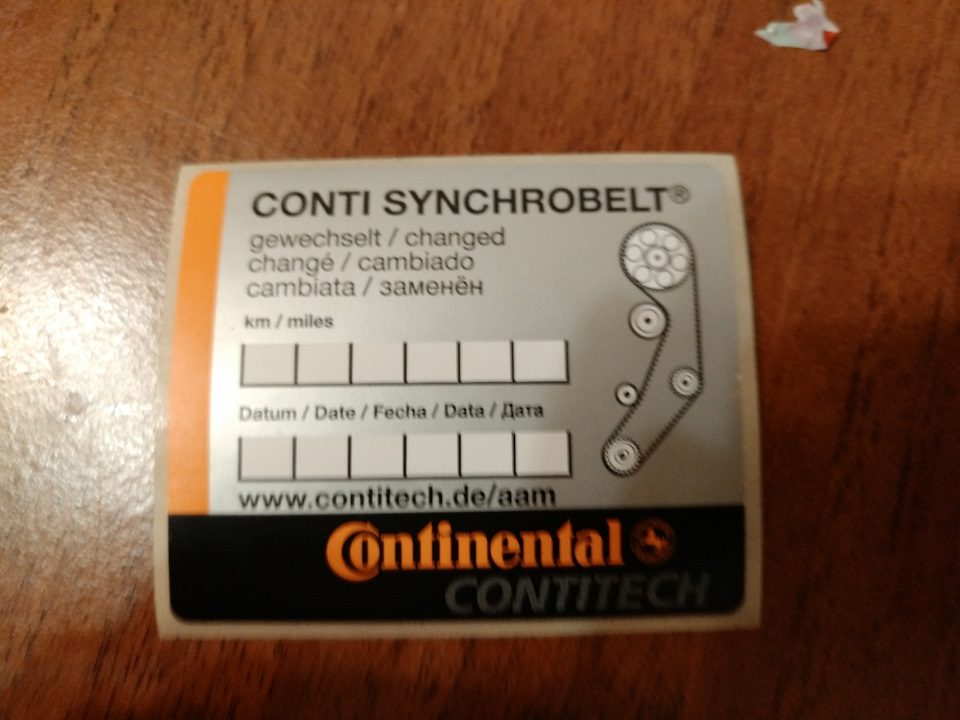 CONTI SYNCHROBELT®
gewechselt / changed
changé / cambiado
cambiata / заменён
km / miles
Datum / Date / Fecha / Data / Дата
www.contitech.de/aam
Continental
CONTITECH